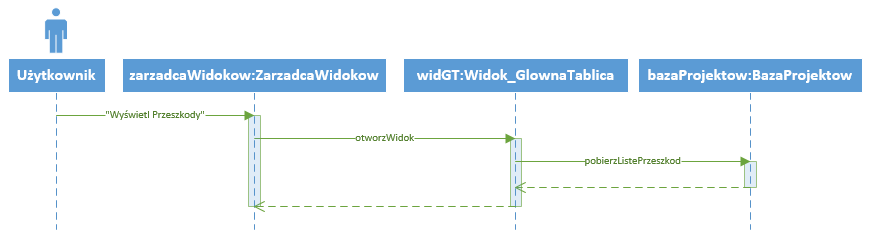 Użytkownik
zarzadcaWidokow:ZarzadcaWidokow
widGT:Widok_GlownaTablica
bazaProjektow:BazaProjektow
"Wyświetl Przeszkody"
otworzWidok
pobierzListePrzeszkod